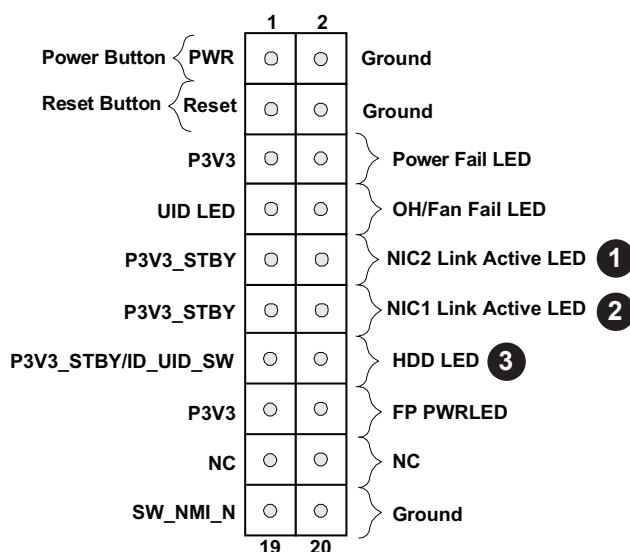 1 2
Power Button PWR Ground
Reset Button Reset Ground
P3V3 Power Fail LED
UID LED OH/Fan Fail LED
P3V3_STBY NIC2 Link Active LED 1
P3V3_STBY NIC1 Link Active LED 2
P3V3_STBY/ID_UID_SW HDD LED 3
P3V3 FP PWRLED
NC NC
SW_NMI_N Ground
19 20